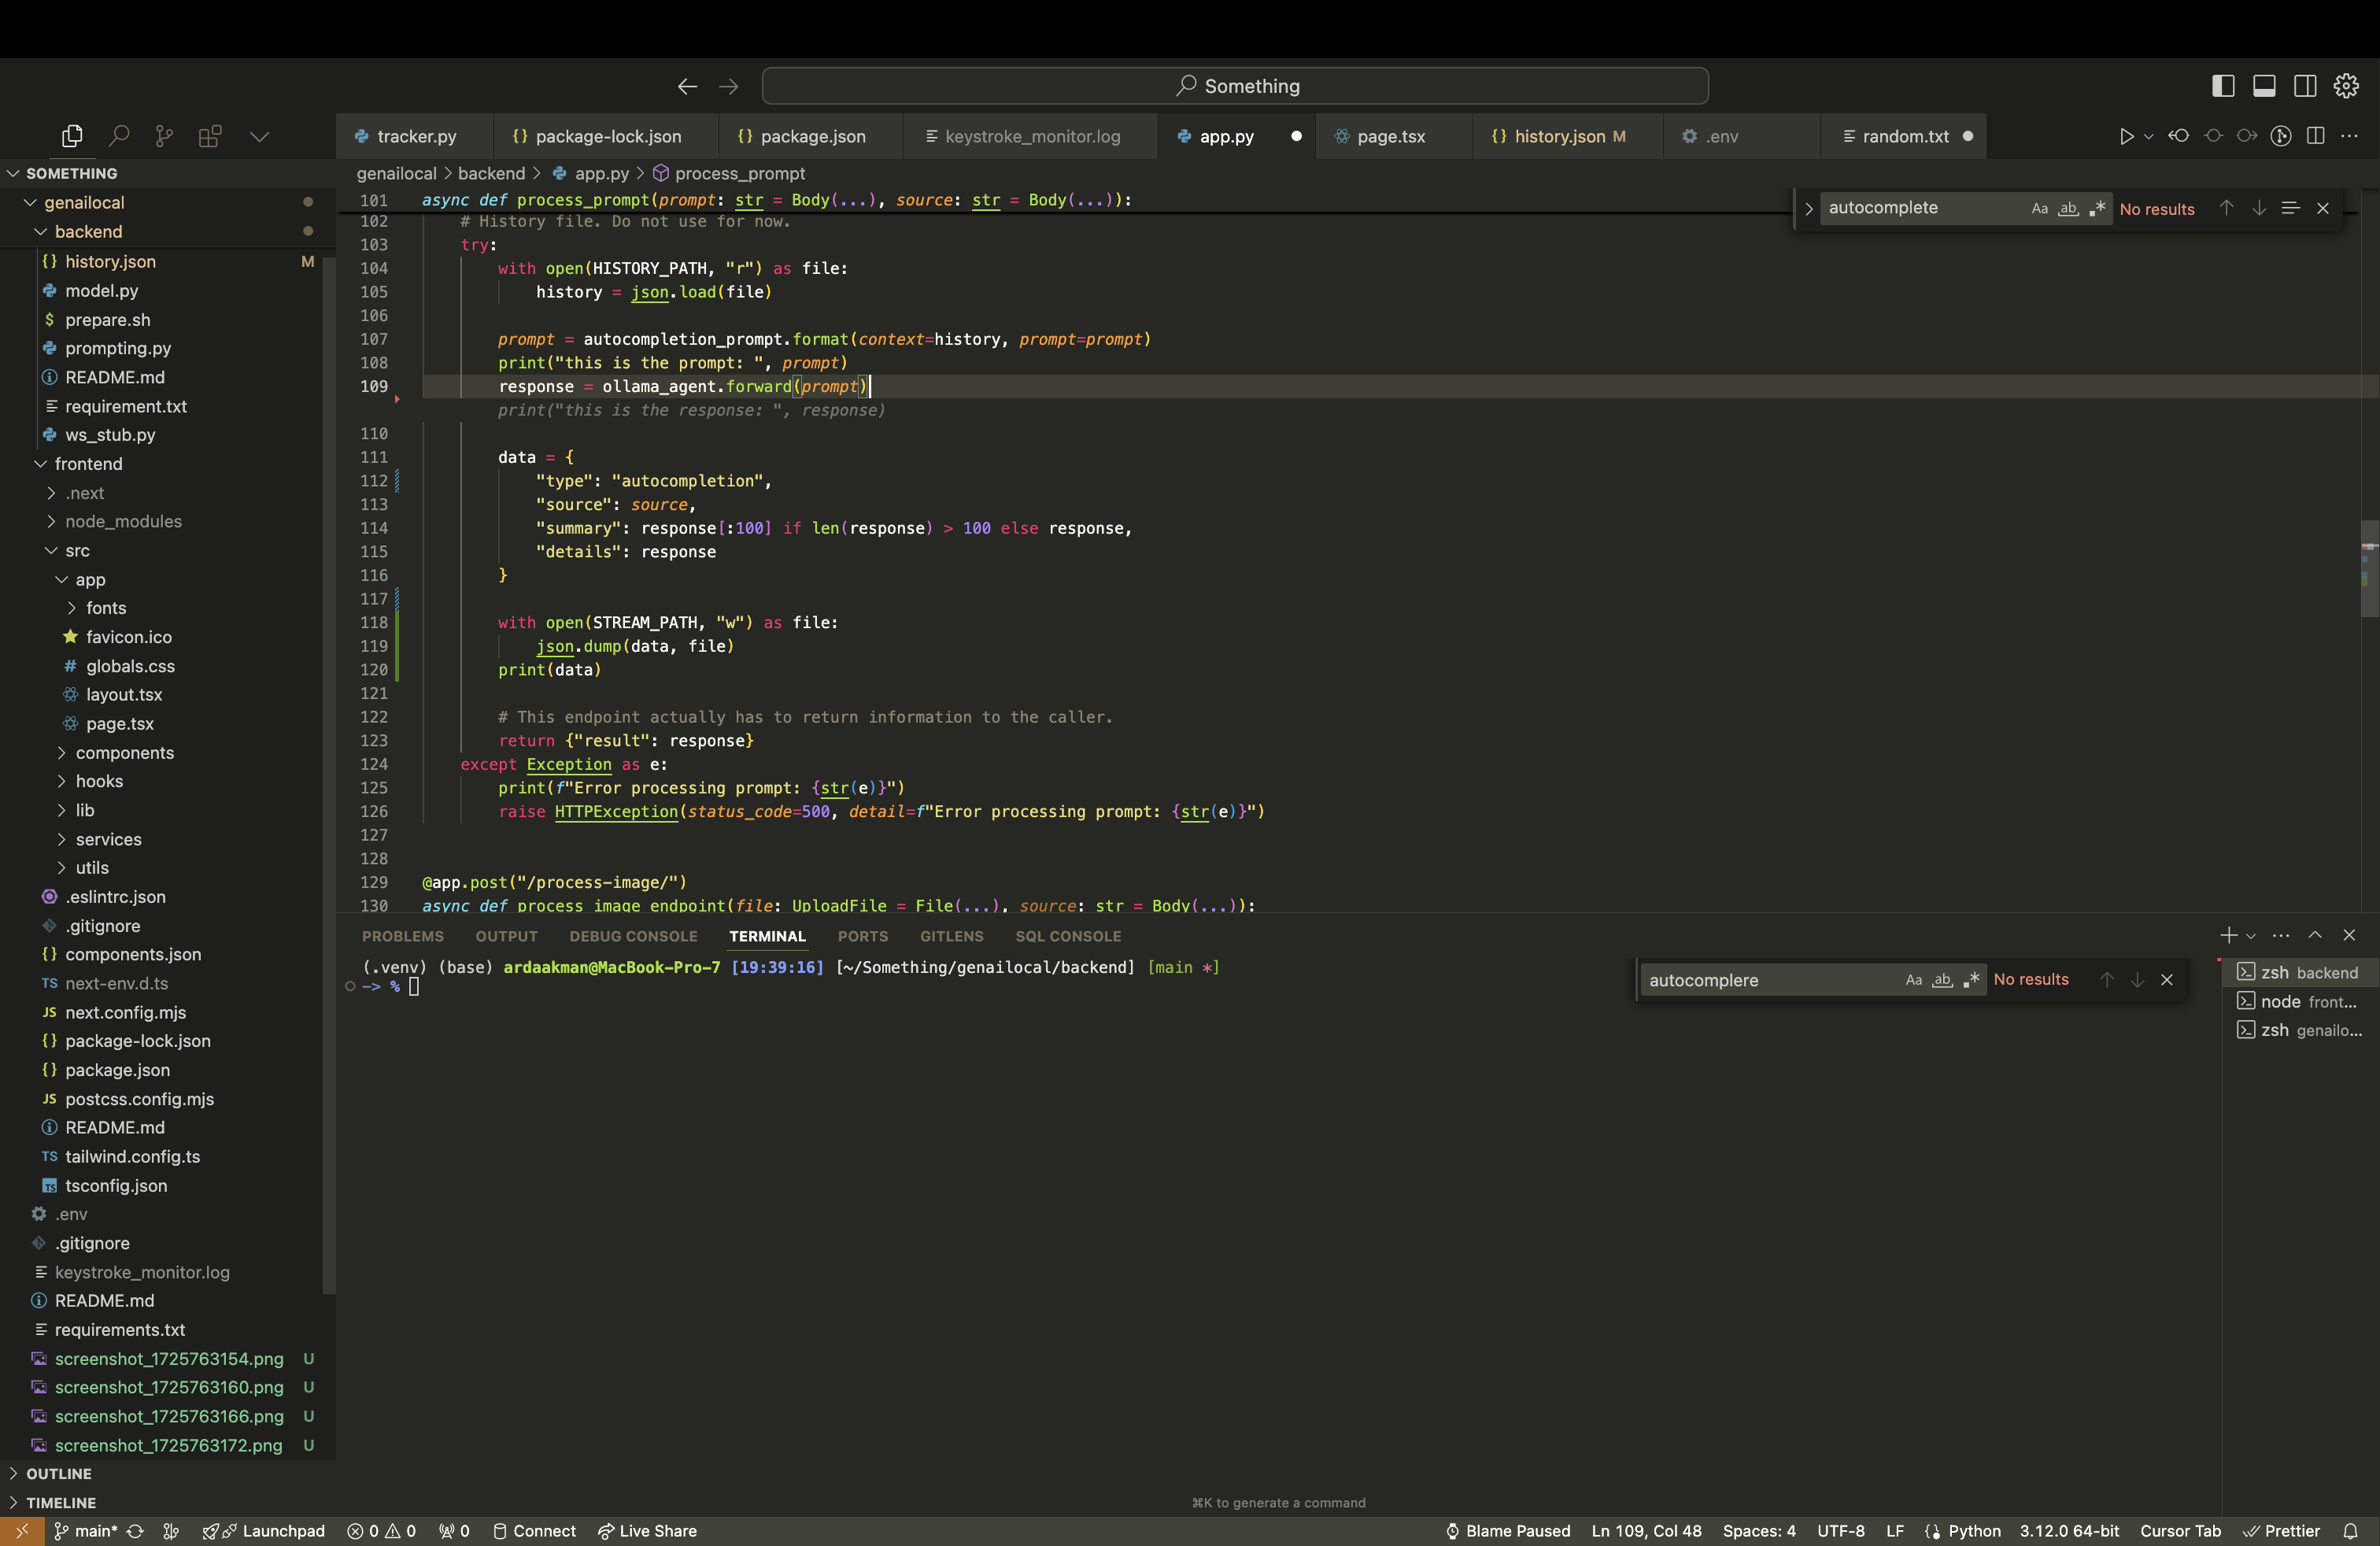 Something
tracker.py
package-lock.json
package.json
keystroke_monitor.log
app.py
page.tsx
history.json M
.env
random.txt
SOMETHING
genailocal
backend
history.json M
model.py
prepare.sh
prompting.py
README.md
requirement.txt
ws_stub.py
frontend
.next
node_modules
src
app
fonts
favicon.ico
globals.css
layout.tsx
page.tsx
components
hooks
lib
services
utils
.eslintrc.json
.gitignore
components.json
next-env.d.ts
next.config.mjs
package-lock.json
package.json
postcss.config.mjs
README.md
tailwind.config.ts
tsconfig.json
.env
.gitignore
keystroke_monitor.log
README.md
requirements.txt
screenshot_1725763154.png U
screenshot_1725763160.png U
screenshot_1725763166.png U
screenshot_1725763172.png U
OUTLINE
TIMELINE
genailocal > backend > app.py > process_prompt
autocomplete Aa ab .* No results
101 async def process_prompt(prompt: str = Body(...), source: str = Body(...)):
102 # History file. Do not use for now.
103 try:
104 with open(HISTORY_PATH, "r") as file:
105 history = json.load(file)
106
107 prompt = autocompletion_prompt.format(context=history, prompt=prompt)
108 print("this is the prompt: ", prompt)
109 response = ollama_agent.forward(prompt)
print("this is the response: ", response)
110
111 data = {
112 "type": "autocompletion",
113 "source": source,
114 "summary": response[:100] if len(response) > 100 else response,
115 "details": response
116 }
117
118 with open(STREAM_PATH, "w") as file:
119 json.dump(data, file)
120 print(data)
121
122 # This endpoint actually has to return information to the caller.
123 return {"result": response}
124 except Exception as e:
125 print(f"Error processing prompt: {str(e)}")
126 raise HTTPException(status_code=500, detail=f"Error processing prompt: {str(e)}")
127
128
129 @app.post("/process-image/")
130 async def process_image_endpoint(file: UploadFile = File(...), source: str = Body(...)):
PROBLEMS OUTPUT DEBUG CONSOLE TERMINAL PORTS GITLENS SQL CONSOLE
(.venv) (base) ardaakman@MacBook-Pro-7 [19:39:16] [~/Something/genailocal/backend] [main *]
-> %
autocomplere Aa ab .* No results
zsh backend
node front...
zsh genailo...
⌘K to generate a command
main* Launchpad 0 0 0 Connect Live Share Blame Paused Ln 109, Col 48 Spaces: 4 UTF-8 LF Python 3.12.0 64-bit Cursor Tab Prettier